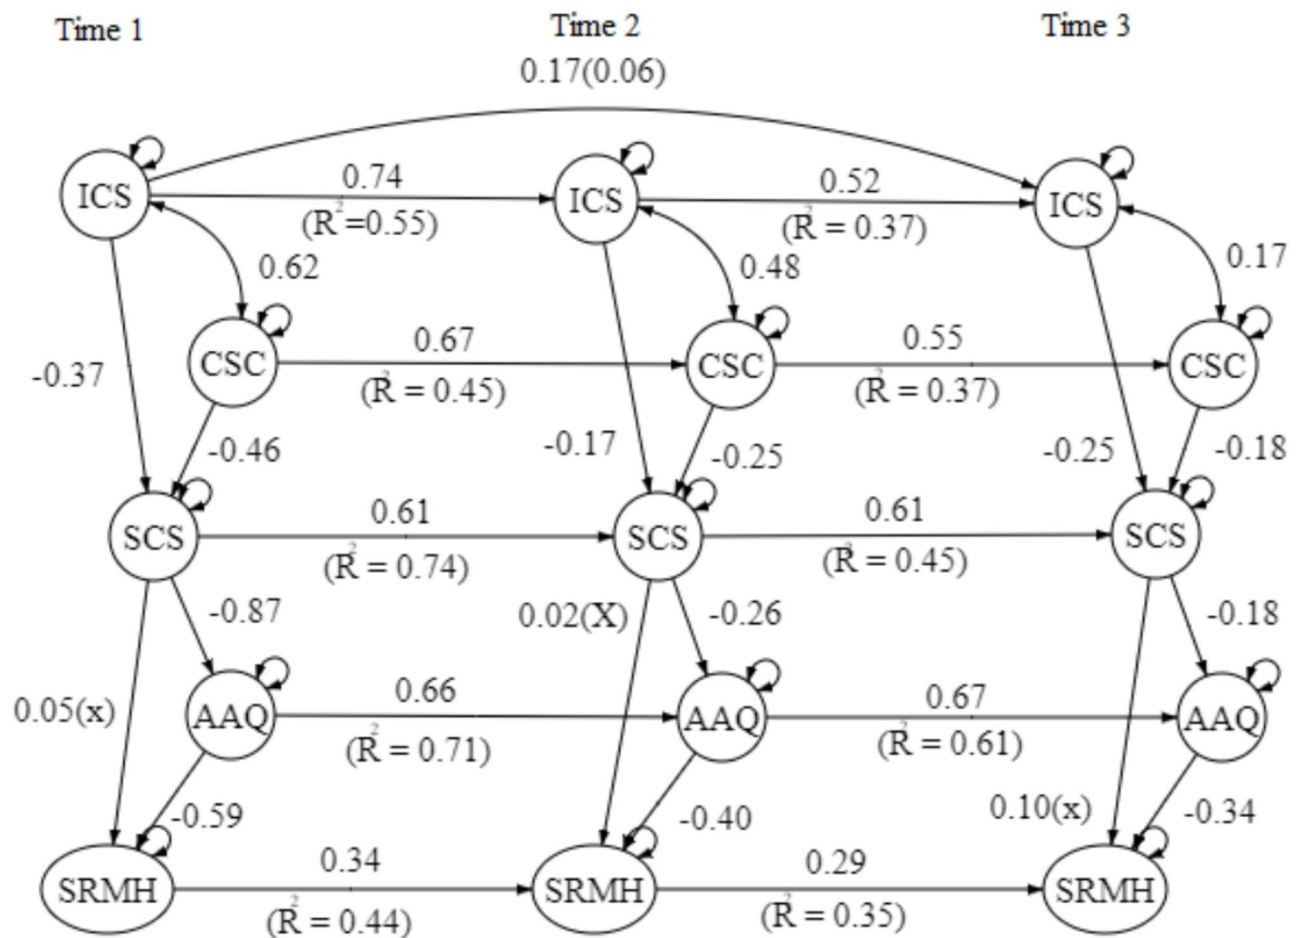 Time 1 Time 2 Time 3
0.17(0.06)
ICS 0.74 ICS 0.52 ICS
(R²=0.55) (R² = 0.37)
0.62 0.48 0.17
CSC 0.67 CSC 0.55 CSC
-0.37 (R² = 0.45) (R² = 0.37)
-0.46 -0.17 -0.25 -0.25 -0.18
SCS 0.61 SCS 0.61 SCS
(R² = 0.74) (R² = 0.45)
-0.87 0.02(X) -0.26 -0.18
0.05(x) AAQ 0.66 AAQ 0.67 AAQ
(R² = 0.71) (R² = 0.61)
-0.59 -0.40 0.10(x) -0.34
SRMH 0.34 SRMH 0.29 SRMH
(R² = 0.44) (R² = 0.35)